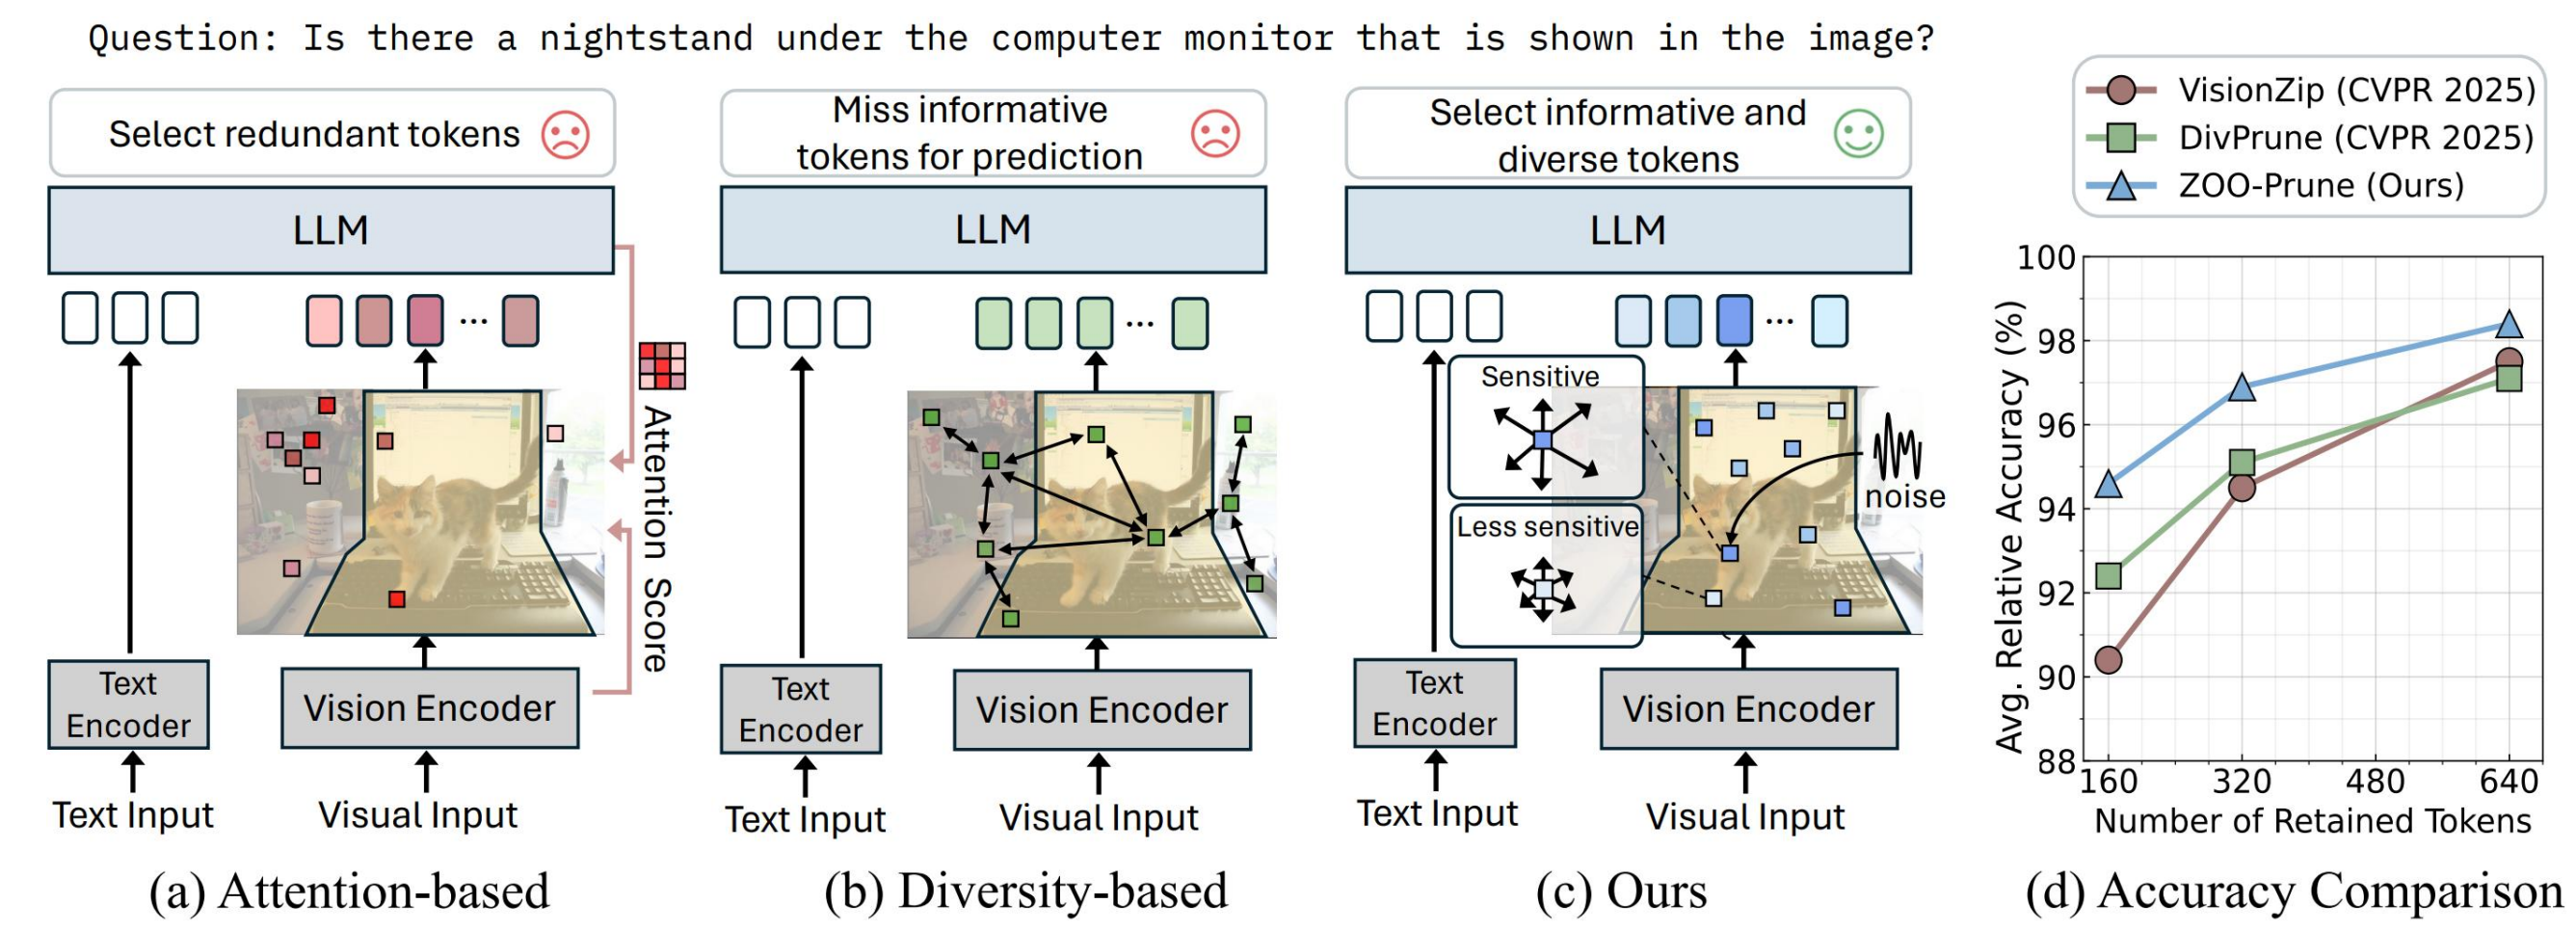 Question: Is there a nightstand under the computer monitor that is shown in the image?
Select redundant tokens
LLM
...
Attention Score
Text
Encoder
Vision Encoder
Text Input
Visual Input
(a) Attention-based
Miss informative
tokens for prediction
LLM
...
Text
Encoder
Vision Encoder
Text Input
Visual Input
(b) Diversity-based
Select informative and
diverse tokens
LLM
...
Sensitive
Less sensitive
noise
Text
Encoder
Vision Encoder
Text Input
Visual Input
(c) Ours
VisionZip (CVPR 2025)
DivPrune (CVPR 2025)
ZOO-Prune (Ours)
Avg. Relative Accuracy (%)
100
98
96
94
92
90
88
160 320 480 640
Number of Retained Tokens
(d) Accuracy Comparison